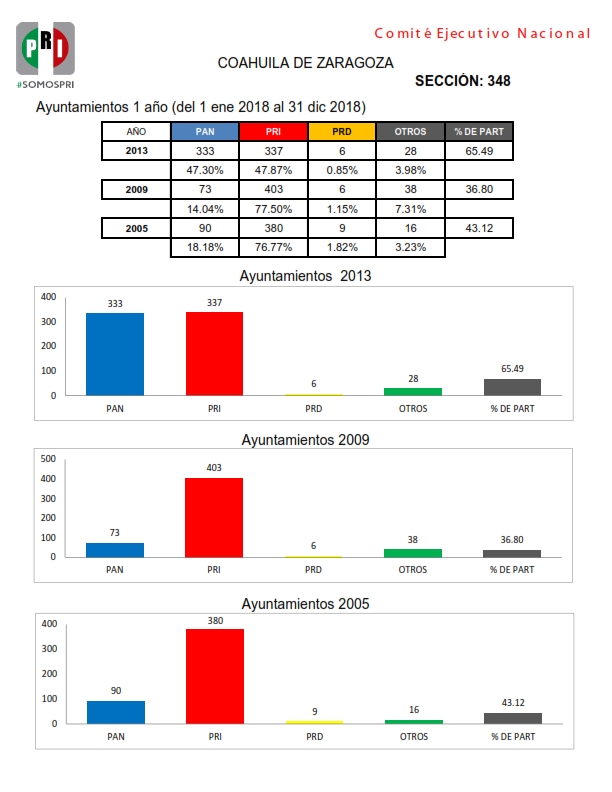 Comité Ejecutivo Nacional
PRI
#SOMOSPRI
COAHUILA DE ZARAGOZA
SECCIÓN: 348
Ayuntamientos 1 año (del 1 ene 2018 al 31 dic 2018)
AÑO PAN PRI PRD OTROS % DE PART
2013 333 337 6 28 65.49
47.30% 47.87% 0.85% 3.98%
2009 73 403 6 38 36.80
14.04% 77.50% 1.15% 7.31%
2005 90 380 9 16 43.12
18.18% 76.77% 1.82% 3.23%
Ayuntamientos 2013
400
300
200
100
0
333 337 6 28 65.49
PAN PRI PRD OTROS % DE PART
Ayuntamientos 2009
500
400
300
200
100
0
73 403 6 38 36.80
PAN PRI PRD OTROS % DE PART
Ayuntamientos 2005
400
300
200
100
0
90 380 9 16 43.12
PAN PRI PRD OTROS % DE PART